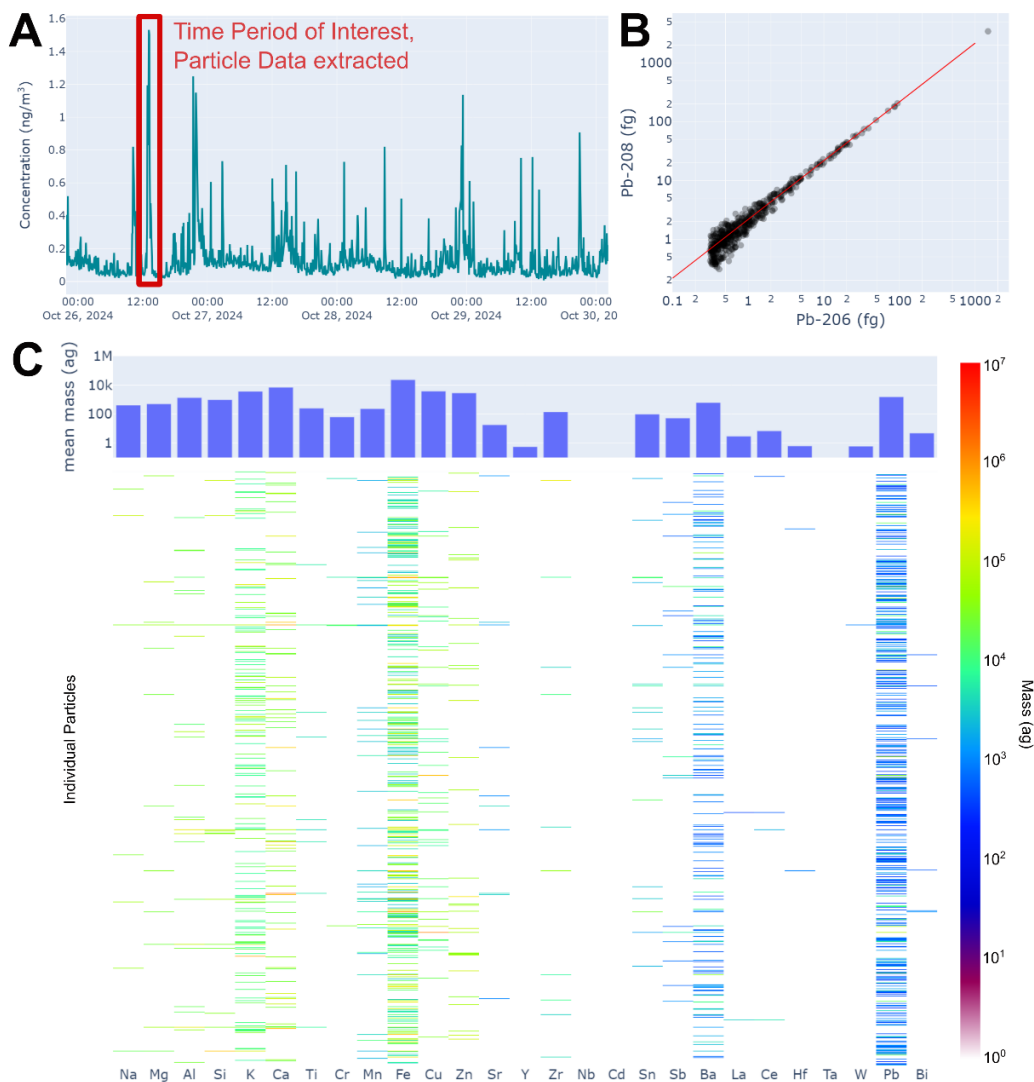 A
Time Period of Interest,
Particle Data extracted
Concentration (ng/m³)
1.6
1.4
1.2
1
0.8
0.6
0.4
0.2
0
00:00 12:00 00:00 12:00 00:00 12:00 00:00 12:00 00:00
Oct 26, 2024 Oct 27, 2024 Oct 28, 2024 Oct 29, 2024 Oct 30, 20
B
Pb-208 (fg)
2
1000
5
2
100
5
2
10
5
2
1
5
2
0.1 2 5 1 2 5 10 2 5 100 2 5 1000
Pb-206 (fg)
C
mean mass (ag)
1M
10k
100
1
Individual Particles
Na Mg Al Si K Ca Ti Cr Mn Fe Cu Zn Sr Y Zr Nb Cd Sn Sb Ba La Ce Hf Ta W Pb Bi
10⁷
10⁶
10⁵
10⁴
10³
10²
10¹
10⁰
Mass (ag)